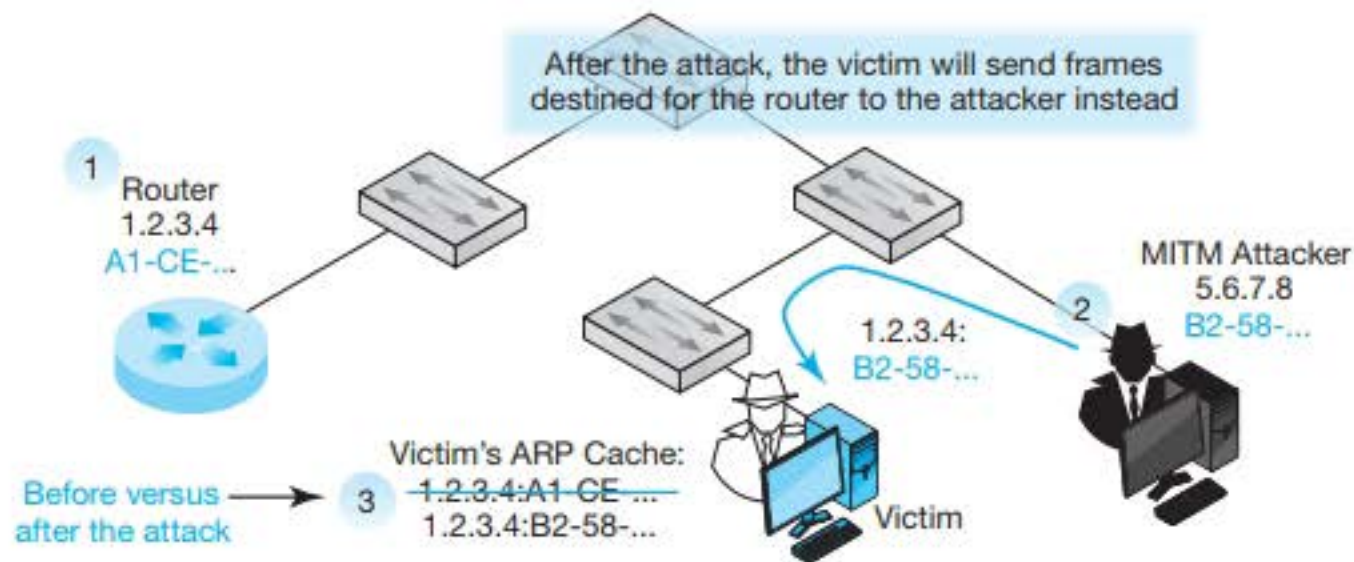 After the attack, the victim will send frames
destined for the router to the attacker instead
1
Router
1.2.3.4
A1-CE-...
MITM Attacker
5.6.7.8
B2-58-...
2
1.2.3.4:
B2-58-...
Victim's ARP Cache:
1.2.3.4:A1-CE-...
1.2.3.4:B2-58-...
3
Before versus
after the attack
Victim